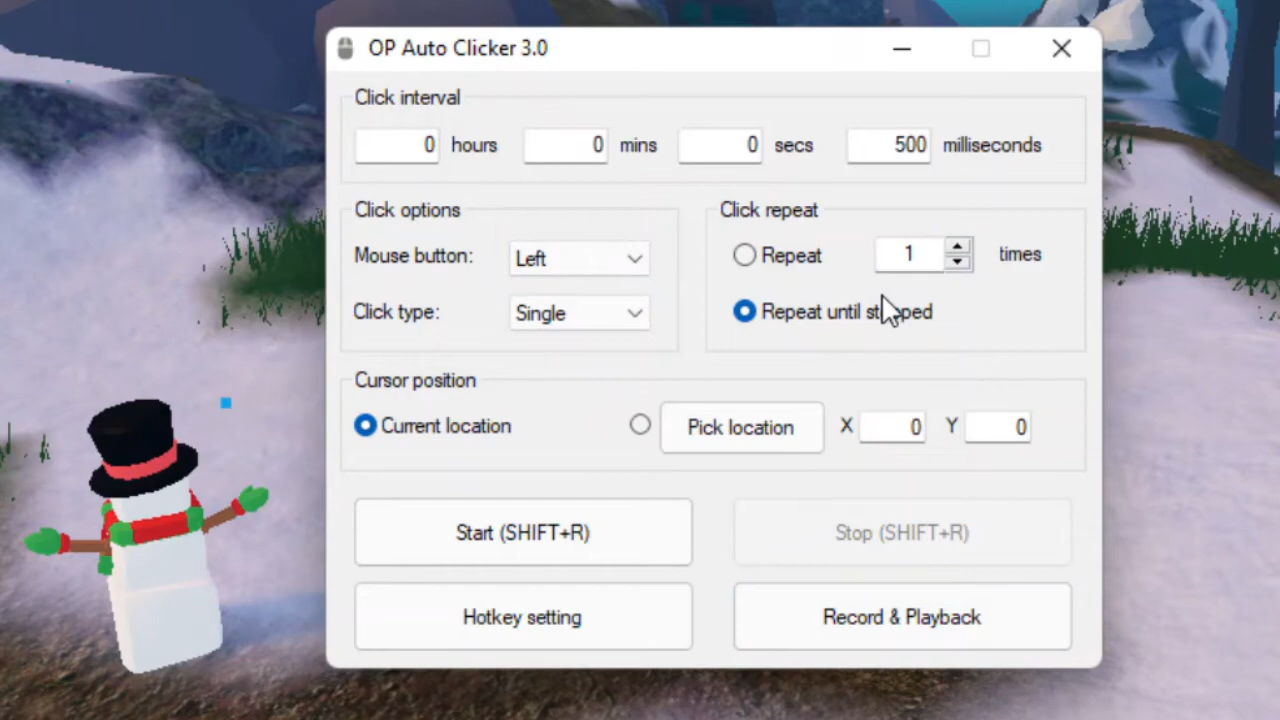 OP Auto Clicker 3.0
Click interval
0 hours 0 mins 0 secs 500 milliseconds
Click options
Mouse button: Left
Click type: Single
Click repeat
Repeat 1 times
Repeat until stopped
Cursor position
Current location Pick location X 0 Y 0
Start (SHIFT+R) Stop (SHIFT+R)
Hotkey setting Record & Playback